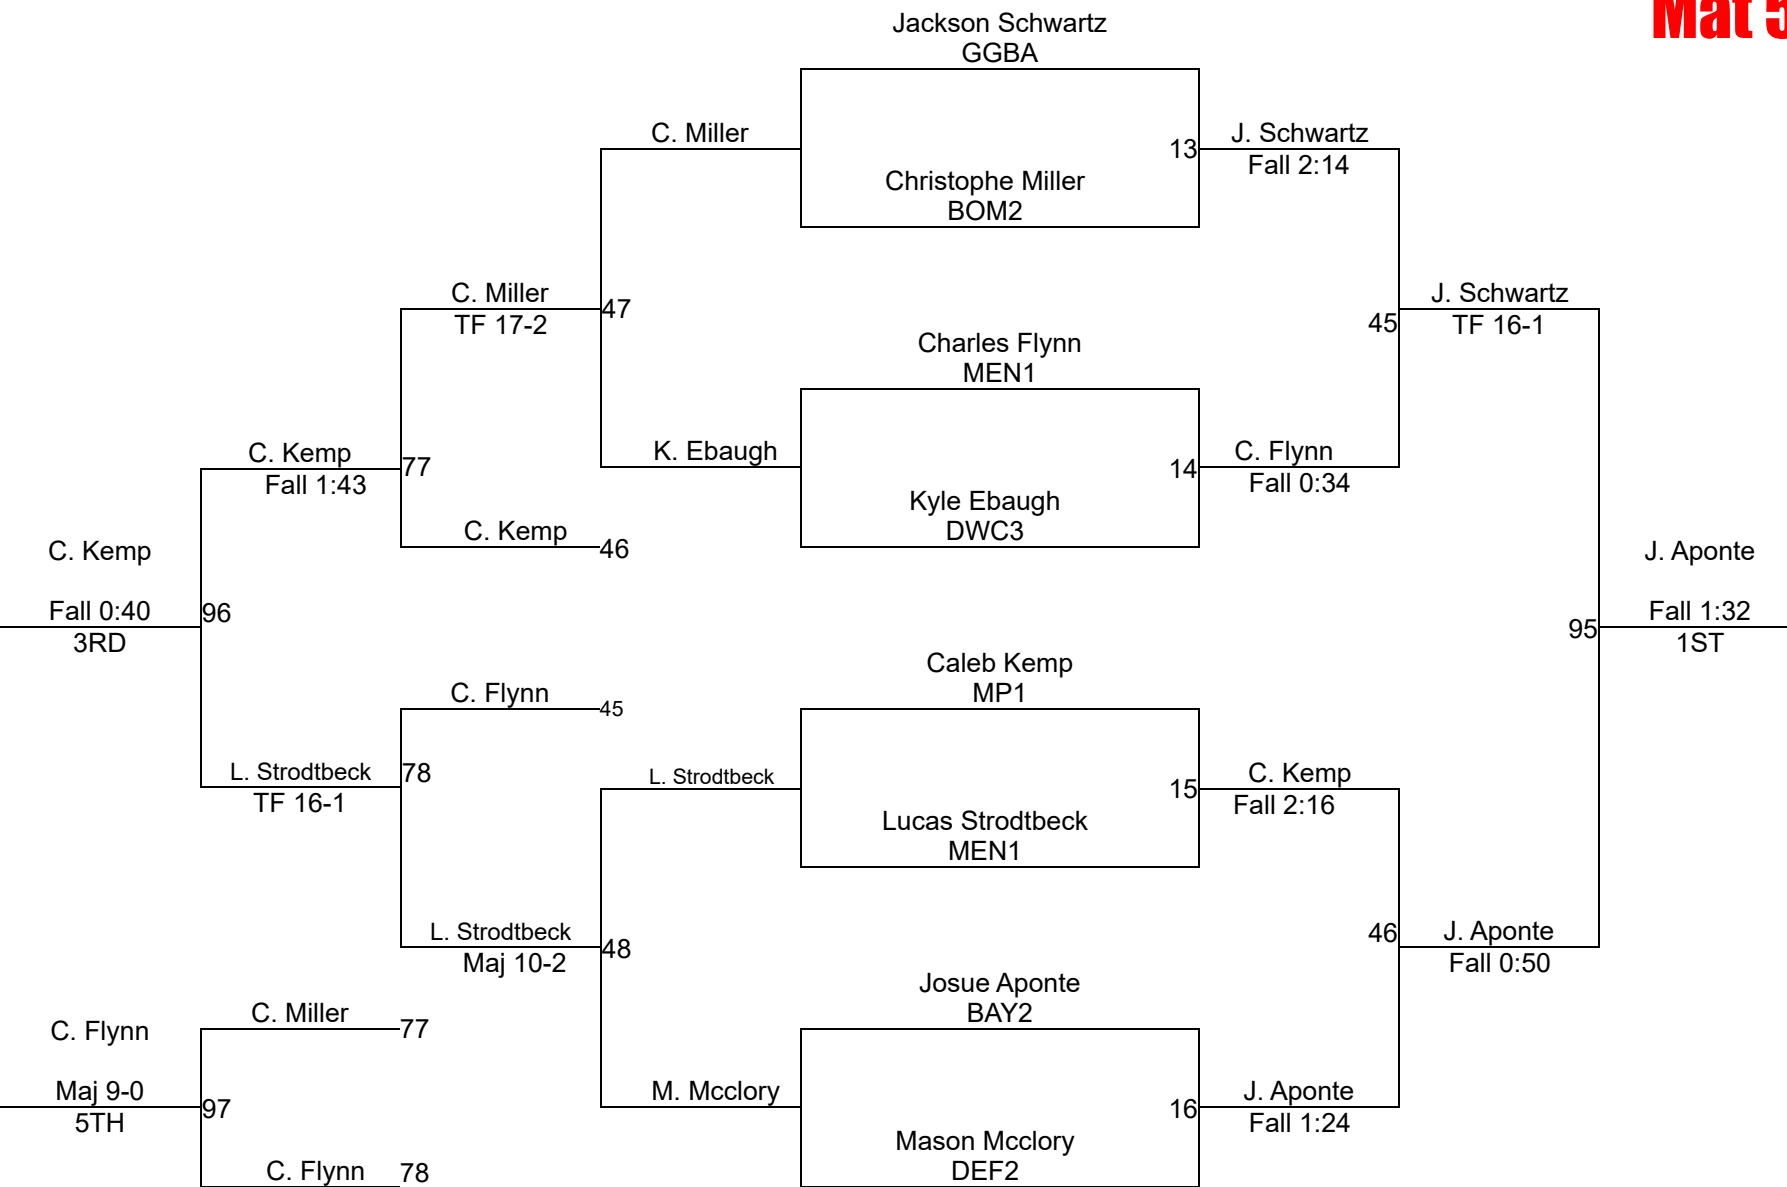 Mat 5
Jackson Schwartz
GGBA
C. Miller
13
J. Schwartz
Fall 2:14
Christophe Miller
BOM2
C. Miller
TF 17-2
47
J. Schwartz
TF 16-1
45
Charles Flynn
MEN1
C. Kemp
Fall 1:43
77
K. Ebaugh
14
C. Flynn
Fall 0:34
Kyle Ebaugh
DWC3
C. Kemp
46
C. Kemp
Fall 0:40
3RD
96
J. Aponte
Fall 1:32
1ST
95
Caleb Kemp
MP1
C. Flynn
45
L. Strodtbeck
TF 16-1
78
L. Strodtbeck
15
C. Kemp
Fall 2:16
Lucas Strodtbeck
MEN1
L. Strodtbeck
Maj 10-2
48
46
J. Aponte
Fall 0:50
Josue Aponte
BAY2
C. Miller
77
C. Flynn
Maj 9-0
5TH
97
M. Mcclory
16
J. Aponte
Fall 1:24
Mason Mcclory
DEF2
C. Flynn
78